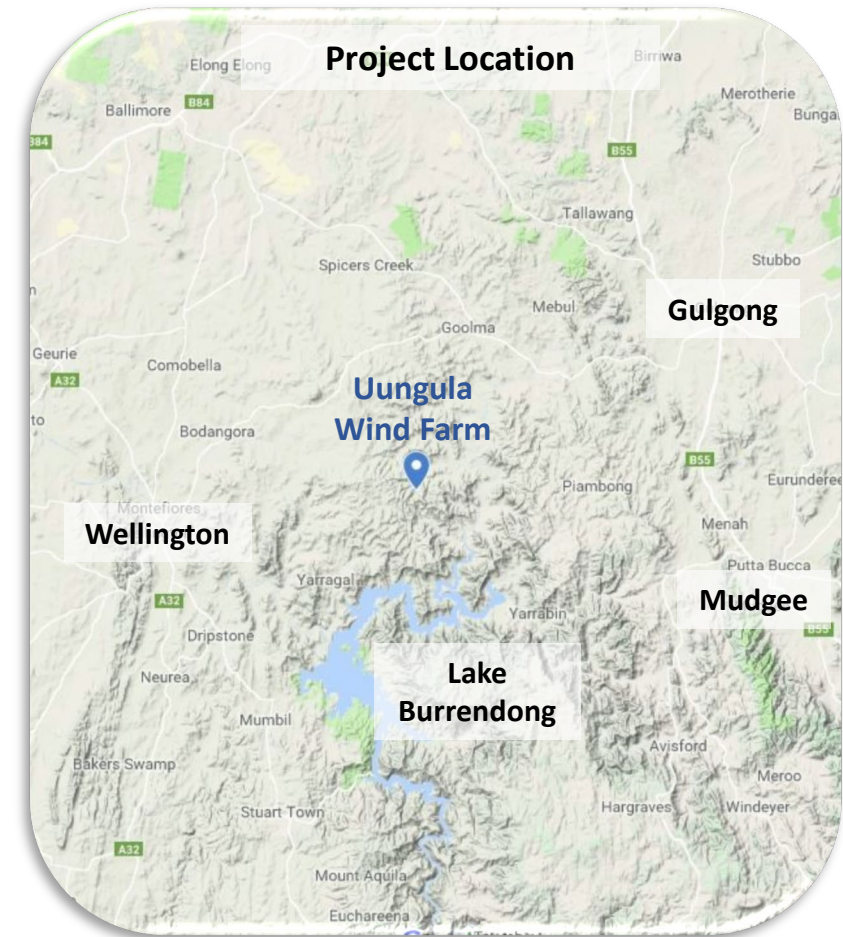 Project Location
Elong Elong
Birriwa
Merotherie
Ballimore
B84
Bunga
B84
B55
Tallawang
Stubbo
Spicers Creek
Mebul
Gulgong
Goolma
Geurie
Comobella
A32
Uungula
Wind Farm
to
Bodangora
B55
Piambong
Eurunderee
Montefiores
Menah
Wellington
Putta Bucca
Yarragal
Mudgee
A32
Yarrabin
B55
Dripstone
Lake
Burrendong
Neurea
Mumbil
Avisford
Bakers Swamp
Meroo
Stuart Town
Hargraves
Windeyer
A32
Mount Aquila
Euchareena